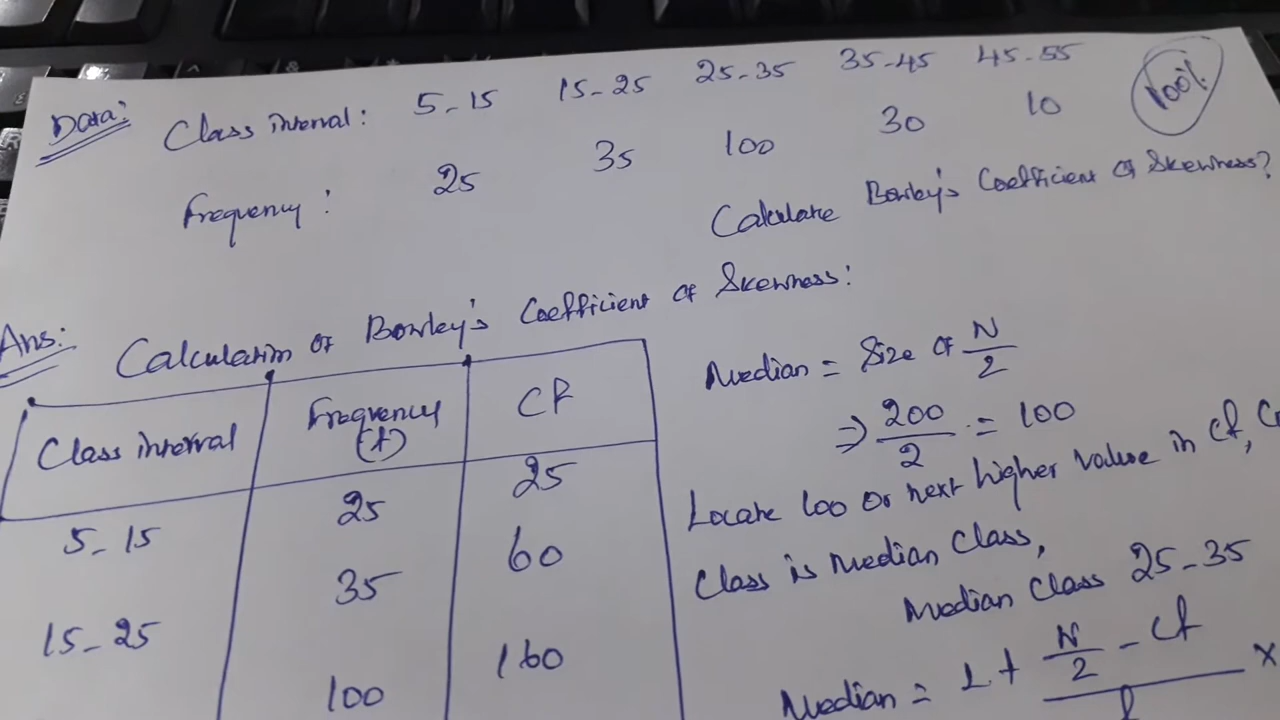 Data: Class interval: 5-15 15-25 25-35 35-45 45-55
100%
Frequency: 25 35 100 30 10
Calculate Bowley's Coefficient of Skewness?
Ans: Calculation of Bowley's Coefficient of Skewness:
Class interval Frequency (f) Cf
5-15 25 25
15-25 35 60
100 160
Median = Size of N/2
⇒ 200/2 = 100
Locate 100 or next higher value in cf,
Class is median Class,
Median Class 25-35
Median = L + N/2 - cf / f ×